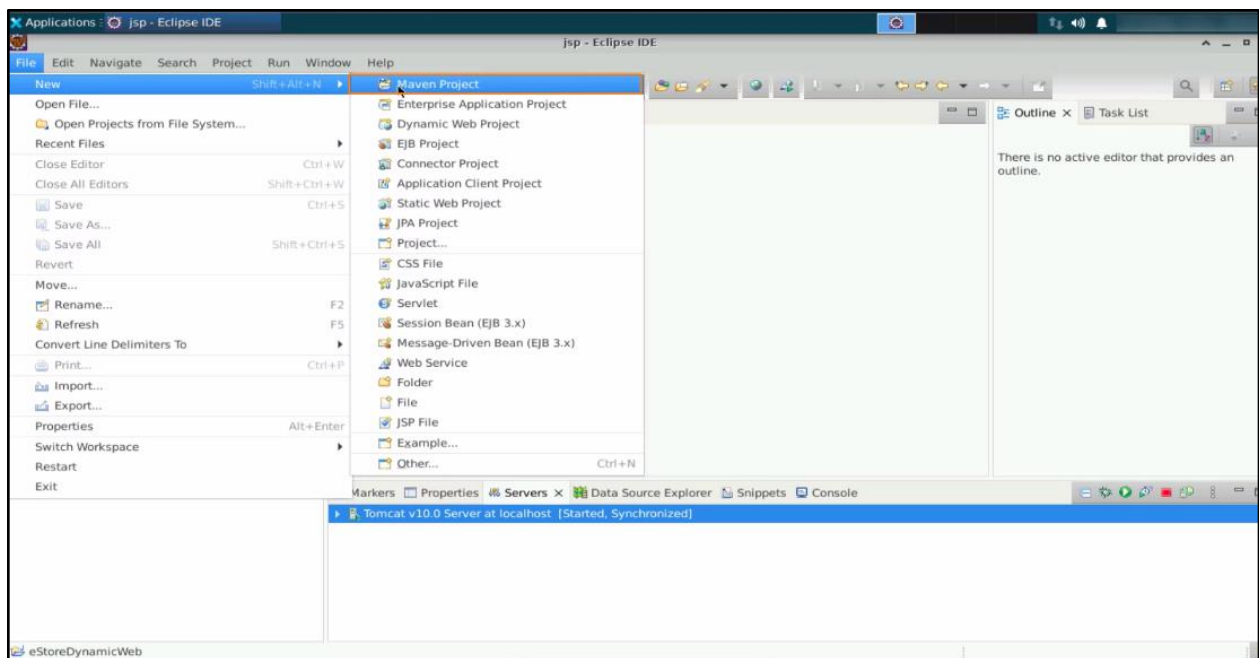 Applications : jsp - Eclipse IDE
jsp - Eclipse IDE
File Edit Navigate Search Project Run Window Help
New Shift+Alt+N
Open File...
Open Projects from File System...
Recent Files
Close Editor Ctrl+W
Close All Editors Shift+Ctrl+W
Save Ctrl+S
Save As...
Save All Shift+Ctrl+S
Revert
Move...
Rename... F2
Refresh F5
Convert Line Delimiters To
Print... Ctrl+P
Import...
Export...
Properties Alt+Enter
Switch Workspace
Restart
Exit
Maven Project
Enterprise Application Project
Dynamic Web Project
EJB Project
Connector Project
Application Client Project
Static Web Project
JPA Project
Project...
CSS File
JavaScript File
Servlet
Session Bean (EJB 3.x)
Message-Driven Bean (EJB 3.x)
Web Service
Folder
File
JSP File
Example...
Other... Ctrl+N
Outline Task List
There is no active editor that provides an
outline.
Markers Properties Servers Data Source Explorer Snippets Console
Tomcat v10.0 Server at localhost [Started, Synchronized]
eStoreDynamicWeb